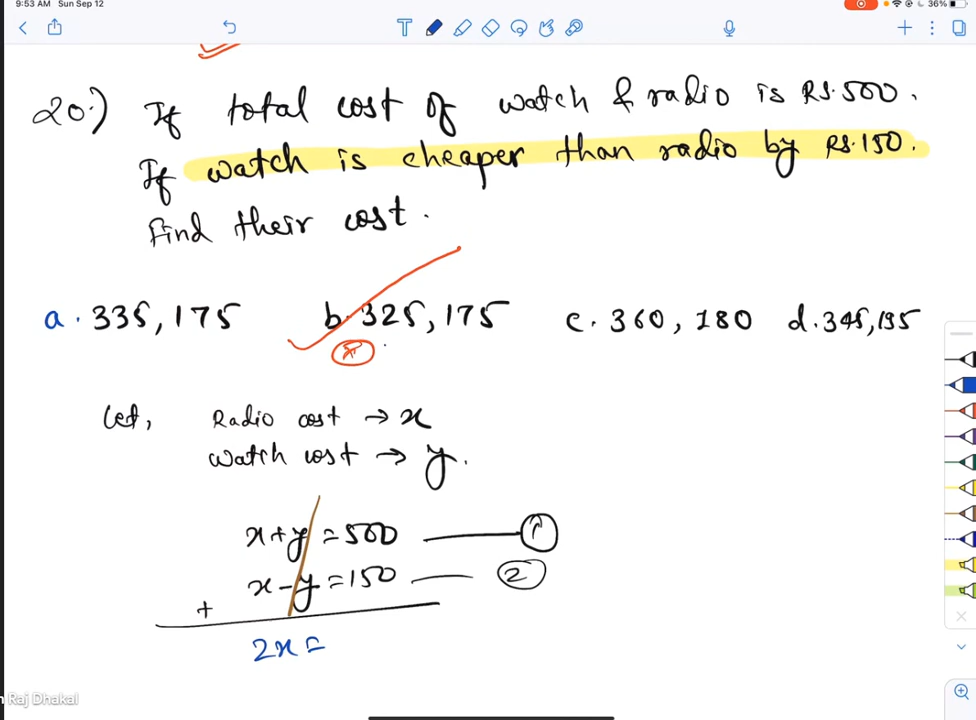 9:53 AM Sun Sep 12
36%
20.) If total cost of watch & radio is RS.500.
If watch is cheaper than radio by RS.150.
find their cost.
a. 335,175 b. 325,175 c. 360, 180 d. 345,195
Let, Radio cost → x
Watch cost → y.
x+y=500 ① 
x-y=150 ②
+
2x=
Raj Dhakal